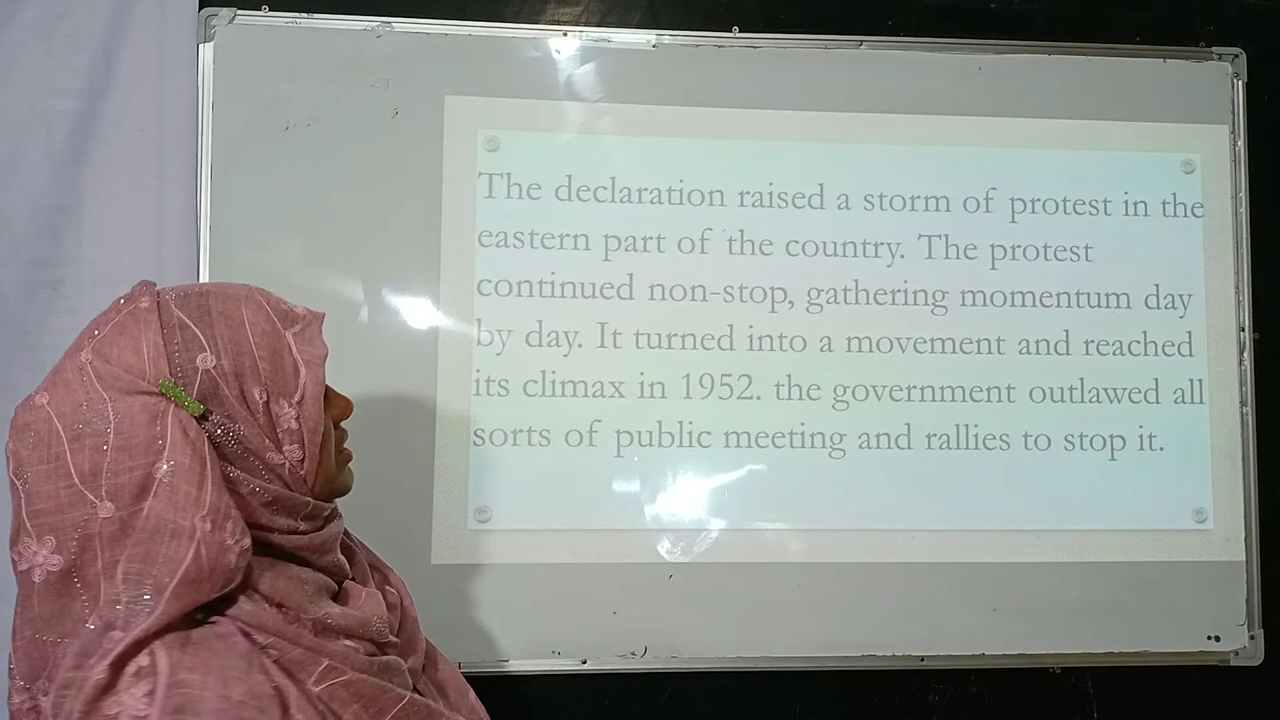 The declaration raised a storm of protest in the
eastern part of the country. The protest
continued non-stop, gathering momentum day
by day. It turned into a movement and reached
its climax in 1952. the government outlawed all
sorts of public meeting and rallies to stop it.